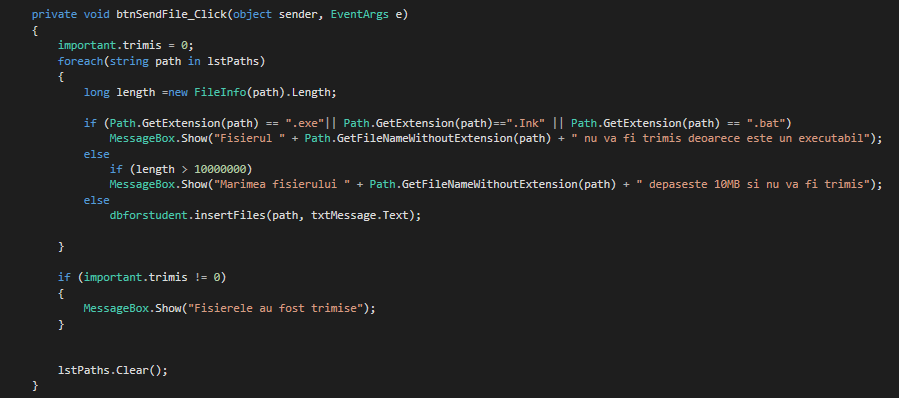 private void btnSendFile_Click(object sender, EventArgs e)
{
important.trimis = 0;
foreach(string path in lstPaths)
{
long length =new FileInfo(path).Length;
if (Path.GetExtension(path) == ".exe"|| Path.GetExtension(path)==".Ink" || Path.GetExtension(path) == ".bat")
MessageBox.Show("Fisierul " + Path.GetFileNameWithoutExtension(path) + " nu va fi trimis deoarece este un executabil");
else
if (length > 10000000)
MessageBox.Show("Marimea fisierului " + Path.GetFileNameWithoutExtension(path) + " depaseste 10MB si nu va fi trimis");
else
dbforstudent.insertFiles(path, txtMessage.Text);
}
if (important.trimis != 0)
{
MessageBox.Show("Fisierele au fost trimise");
}
lstPaths.Clear();
}